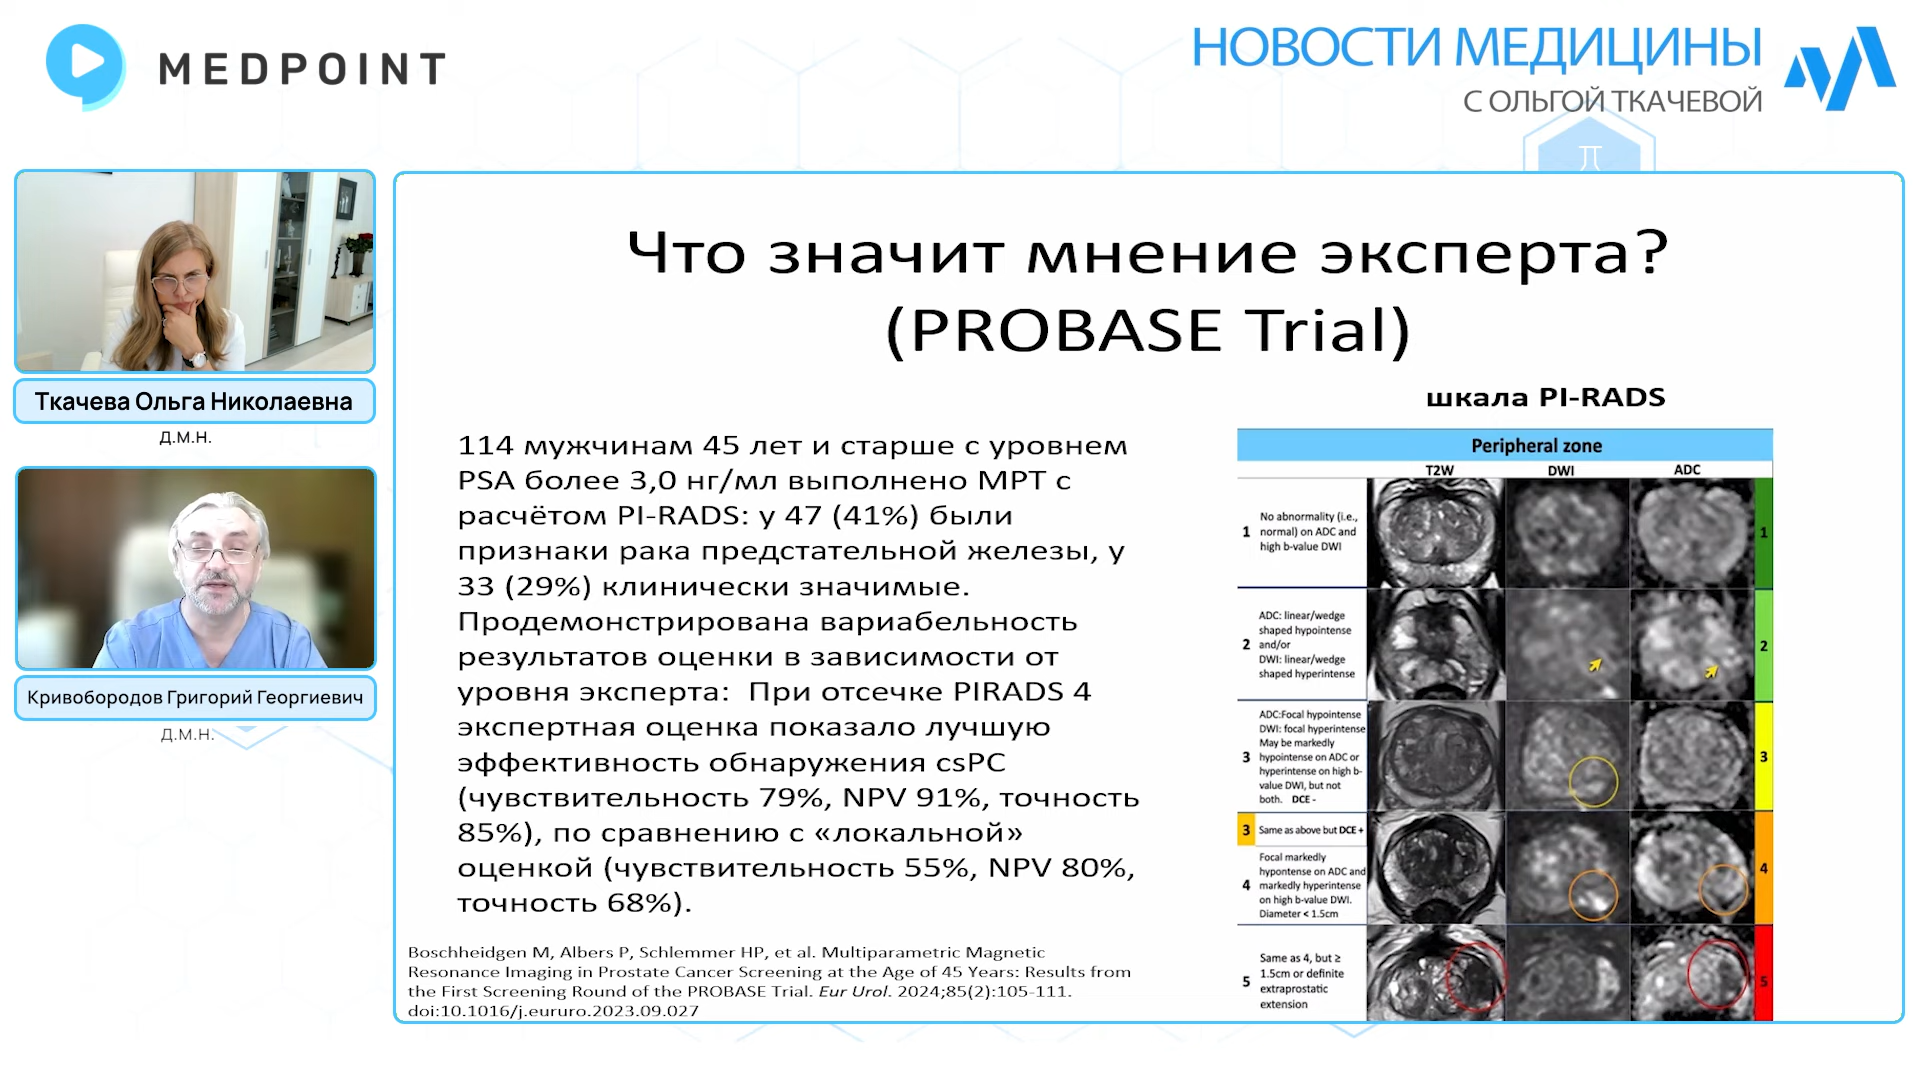 MEDPOINT
НОВОСТИ МЕДИЦИНЫ
С ОЛЬГОЙ ТКАЧЕВОЙ
Ткачева Ольга Николаевна
Д.М.Н.
Кривобородов Григорий Георгиевич
Д.М.Н.
Что значит мнение эксперта?
(PROBASE Trial)
114 мужчинам 45 лет и старше с уровнем
PSA более 3,0 нг/мл выполнено МРТ с
расчётом PI-RADS: у 47 (41%) были
признаки рака предстательной железы, у
33 (29%) клинически значимые.
Продемонстрирована вариабельность
результатов оценки в зависимости от
уровня эксперта:  При отсечке PIRADS 4
экспертная оценка показало лучшую
эффективность обнаружения csPC
(чувствительность 79%, NPV 91%, точность
85%), по сравнению с «локальной»
оценкой (чувствительность 55%, NPV 80%,
точность 68%).
Boschheidgen M, Albers P, Schlemmer HP, et al. Multiparametric Magnetic
Resonance Imaging in Prostate Cancer Screening at the Age of 45 Years: Results from
the First Screening Round of the PROBASE Trial. Eur Urol. 2024;85(2):105-111.
doi:10.1016/j.eururo.2023.09.027
шкала PI-RADS
Peripheral zone
T2W DWI ADC
1 No abnormality (i.e.,
normal) on ADC and
high b-value DWI
1
2 ADC: linear/wedge
shaped hypointense
and/or
DWI: linear/wedge
shaped hyperintense
2
3 ADC:Focal hypointense
DWI: focal hyperintense
May be markedly
hypointense on ADC or
hyperintense on high b-
value DWI, but not
both. DCE -
3
3 Same as above but DCE +
4 Focal markedly
hypontense on ADC and
markedly hyperintense
on high b-value DWI.
Diameter < 1.5cm
4
5 Same as 4, but ≥
1.5cm or definite
extraprostatic
extension
5